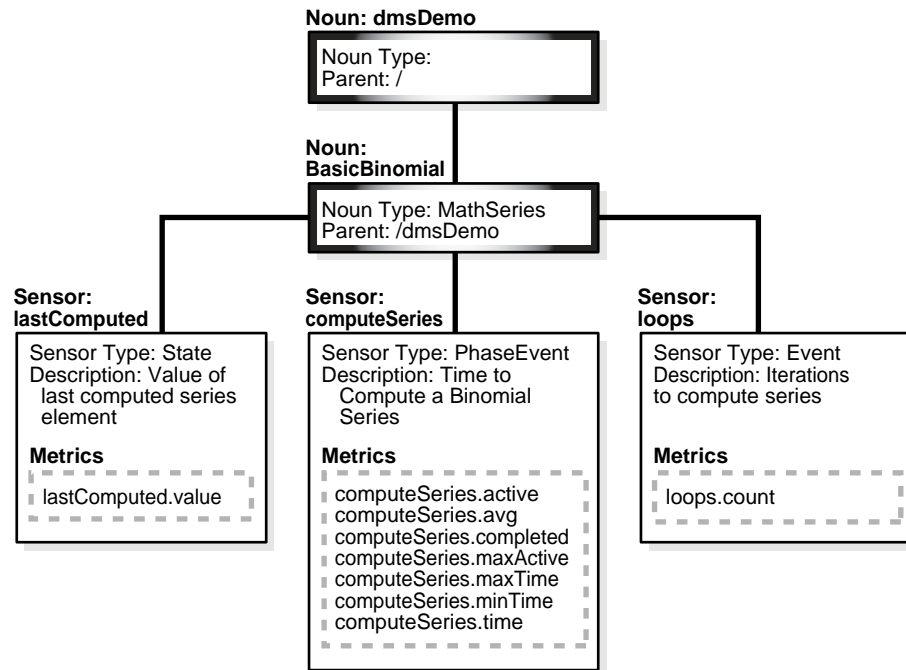 Noun: dmsDemo
Noun Type:
Parent: /
Noun:
BasicBinomial
Noun Type: MathSeries
Parent: /dmsDemo
Sensor:
lastComputed
Sensor Type: State
Description: Value of
last computed series
element
Metrics
lastComputed.value
Sensor:
computeSeries
Sensor Type: PhaseEvent
Description: Time to
Compute a Binomial
Series
Metrics
computeSeries.active
computeSeries.avg
computeSeries.completed
computeSeries.maxActive
computeSeries.maxTime
computeSeries.minTime
computeSeries.time
Sensor:
loops
Sensor Type: Event
Description: Iterations
to compute series
Metrics
loops.count